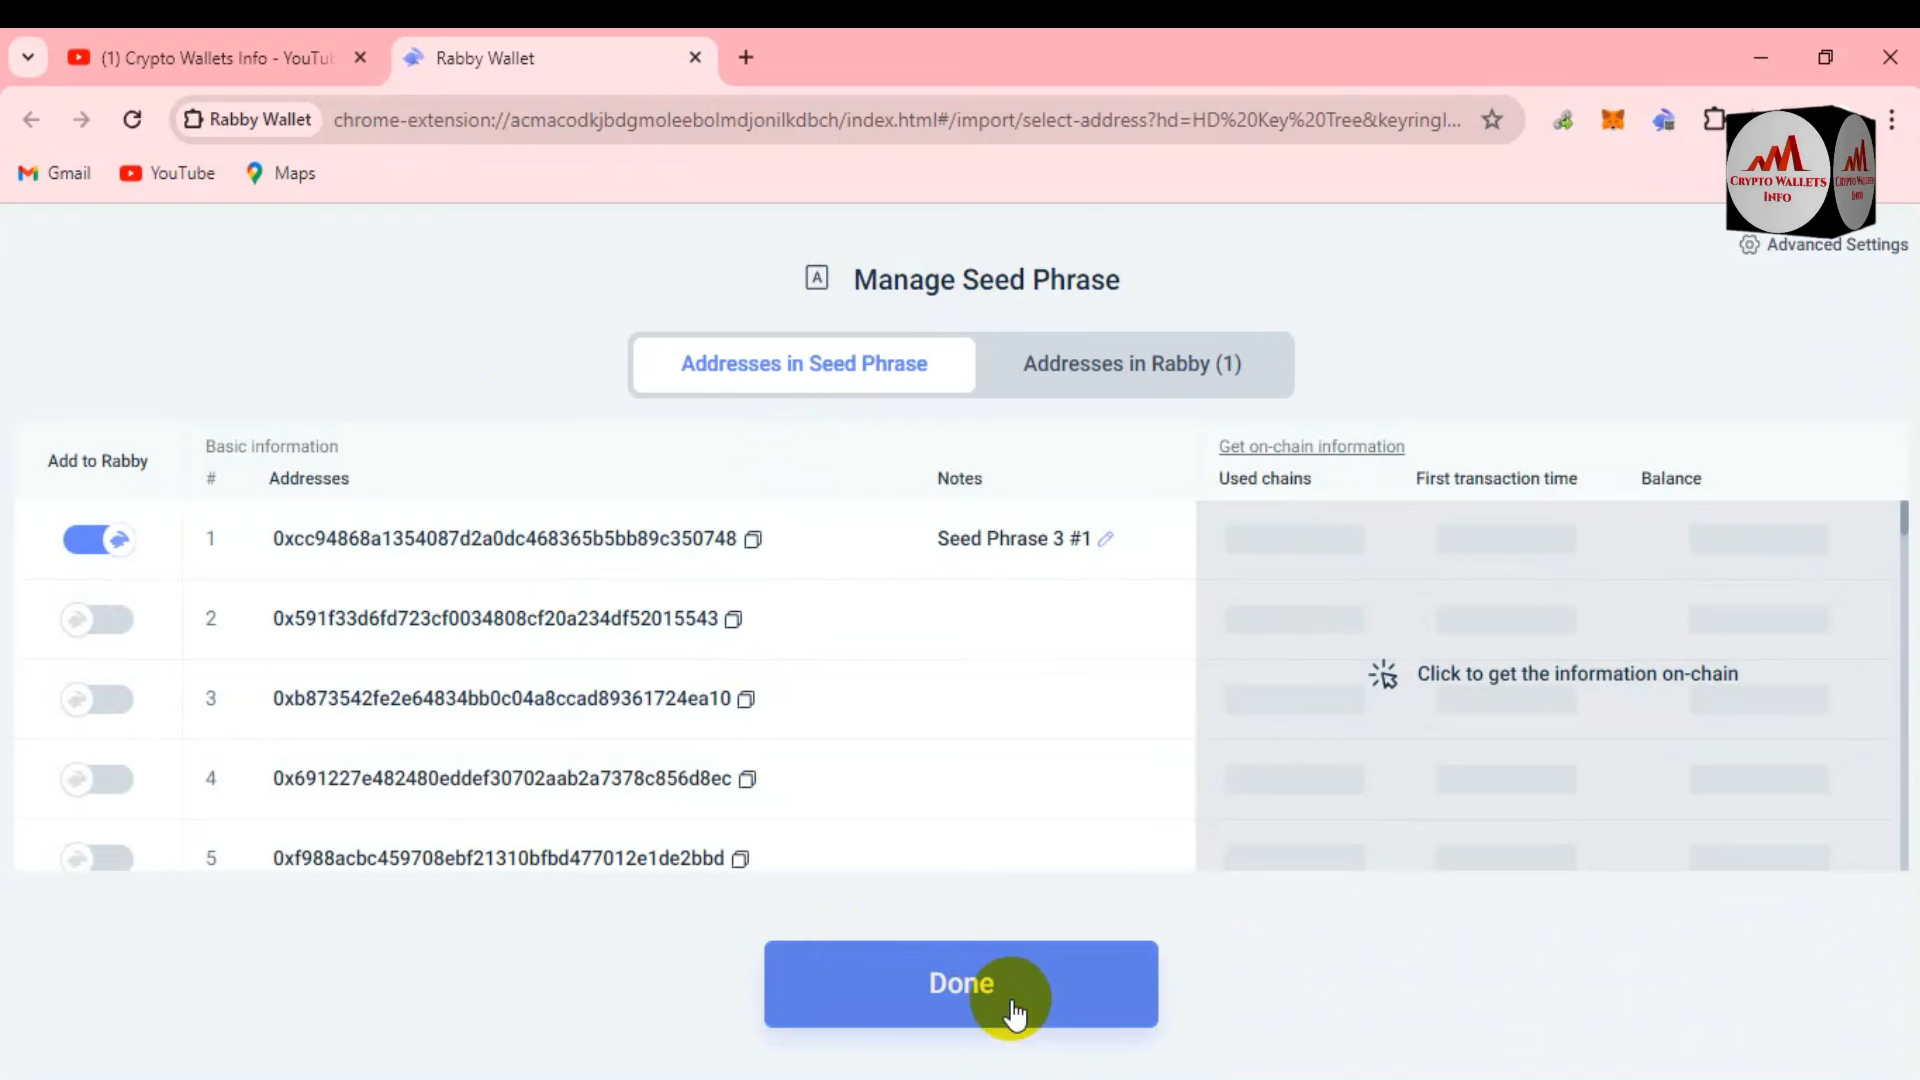 (1) Crypto Wallets Info - YouTu
Rabby Wallet
Rabby Wallet
chrome-extension://acmacodkjbdgmoleebolmdjonilkdbch/index.html#/import/select-address?hd=HD%20Key%20Tree&keyringI...
Gmail
YouTube
Maps
CRYPTO WALLETS
INFO
CRYPTO WALLETS
INFO
Advanced Settings
Manage Seed Phrase
Addresses in Seed Phrase
Addresses in Rabby (1)
Add to Rabby
Basic information
Get on-chain information
# Addresses Notes Used chains First transaction time Balance
1 0xcc94868a1354087d2a0dc468365b5bb89c350748 Seed Phrase 3 #1
2 0x591f33d6fd723cf0034808cf20a234df52015543
3 0xb873542fe2e64834bb0c04a8ccad89361724ea10
Click to get the information on-chain
4 0x691227e482480eddef30702aab2a7378c856d8ec
5 0xf988acbc459708ebf21310bfbd477012e1de2bbd
Done